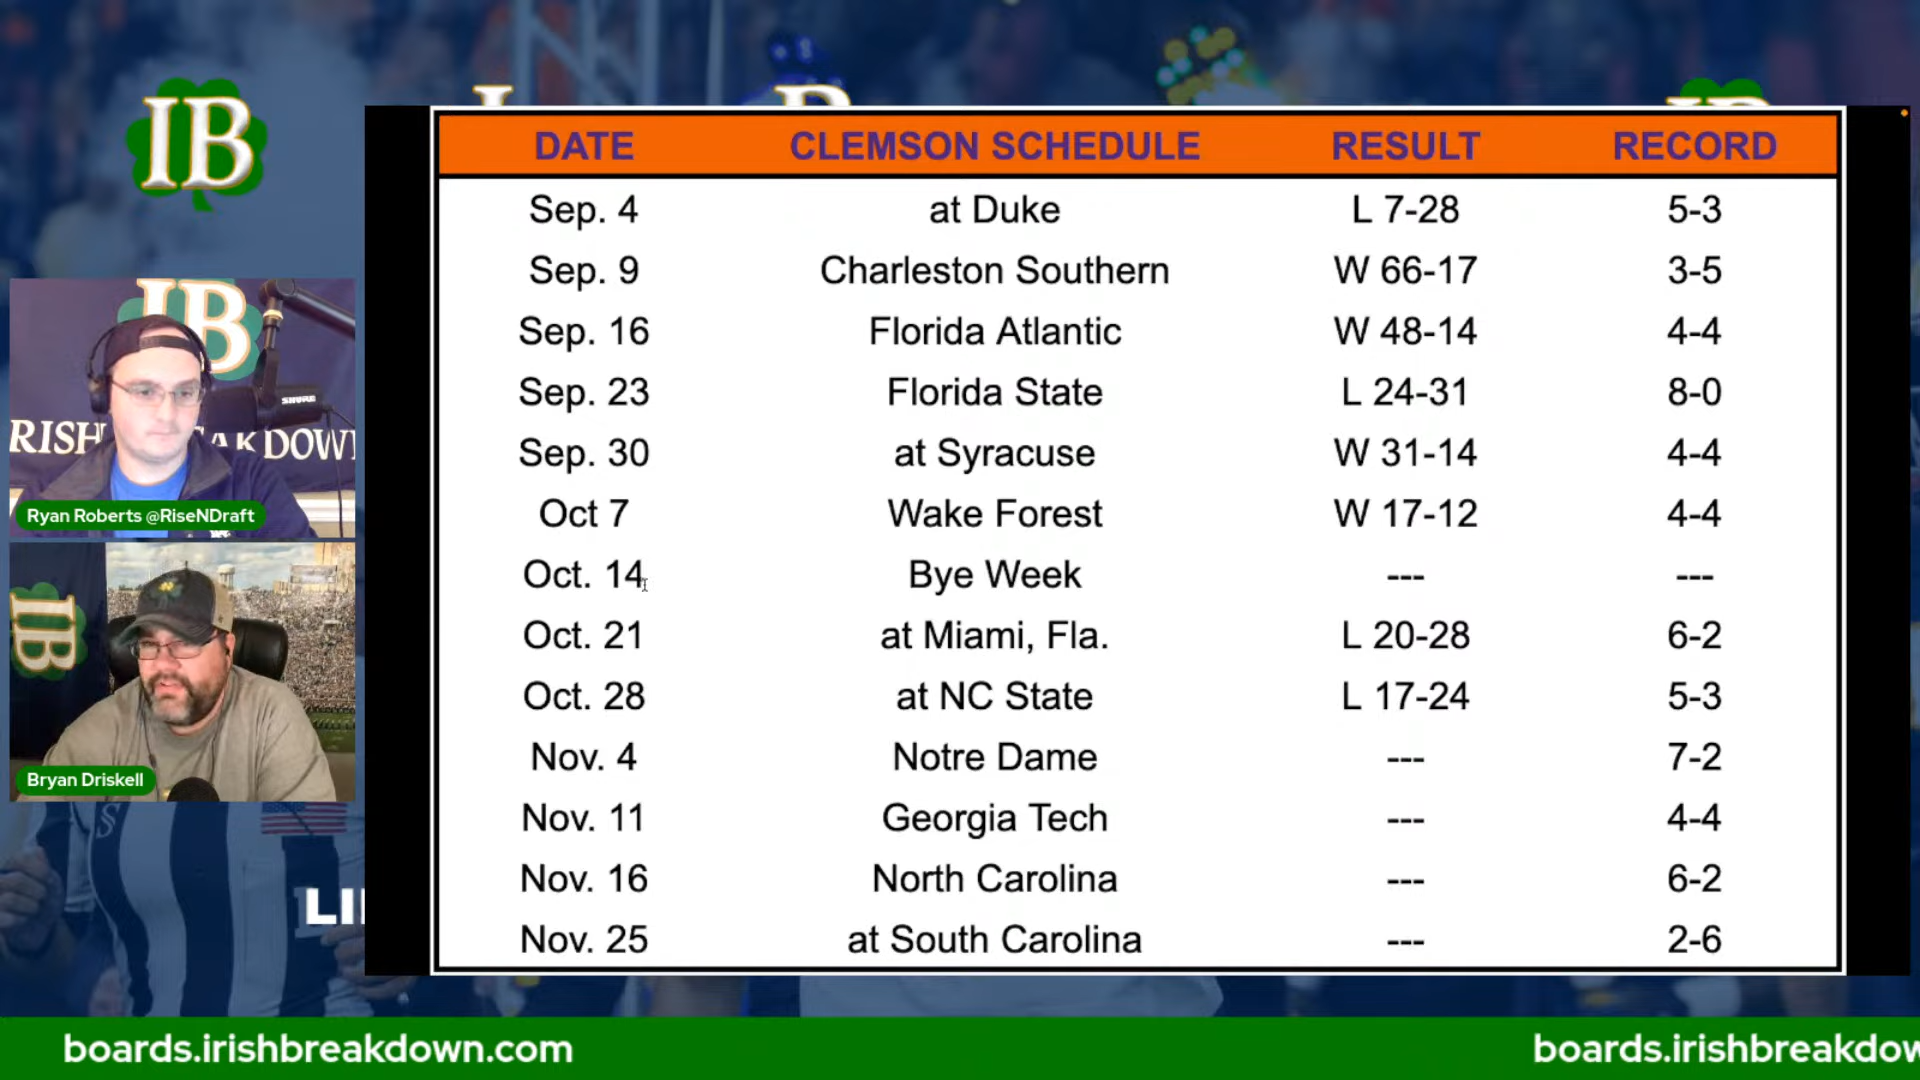 IB
DATE CLEMSON SCHEDULE RESULT RECORD
Sep. 4 at Duke L 7-28 5-3
Sep. 9 Charleston Southern W 66-17 3-5
Sep. 16 Florida Atlantic W 48-14 4-4
Sep. 23 Florida State L 24-31 8-0
Sep. 30 at Syracuse W 31-14 4-4
Oct 7 Wake Forest W 17-12 4-4
Oct. 14 Bye Week --- ---
Oct. 21 at Miami, Fla. L 20-28 6-2
Oct. 28 at NC State L 17-24 5-3
Nov. 4 Notre Dame --- 7-2
Nov. 11 Georgia Tech --- 4-4
Nov. 16 North Carolina --- 6-2
Nov. 25 at South Carolina --- 2-6
IB
SHURE
Ryan Roberts @RiseNDraft
IB
Bryan Driskell
boards.irishbreakdown.com
boards.irishbreakdow